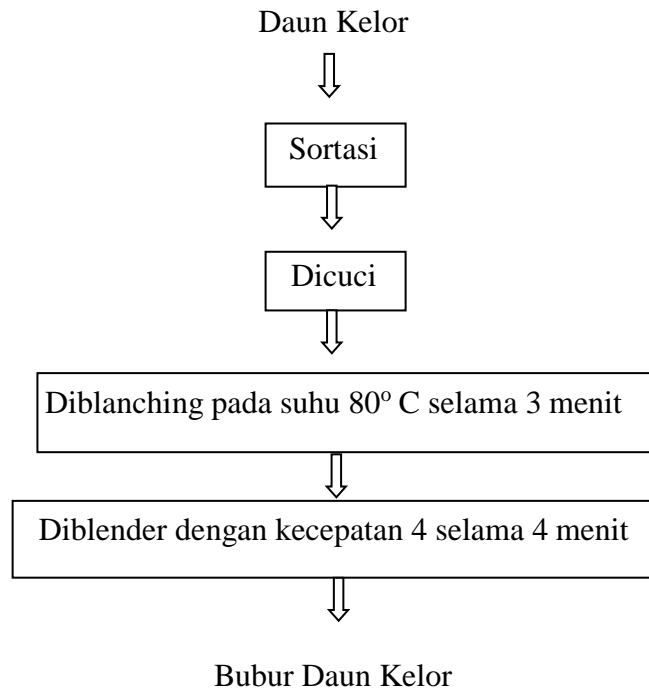 Daun Kelor
Sortasi
Dicuci
Diblanching pada suhu 80° C selama 3 menit
Diblender dengan kecepatan 4 selama 4 menit
Bubur Daun Kelor